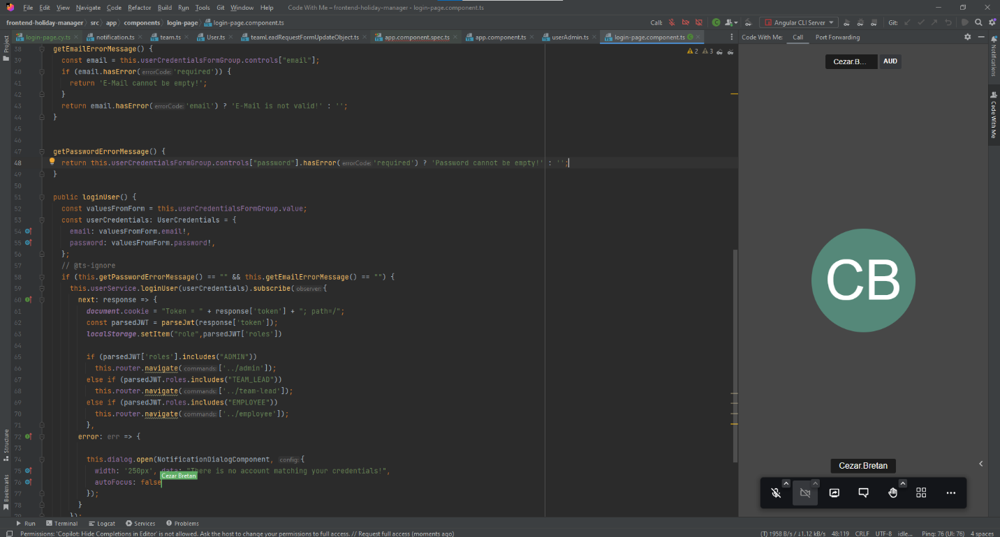 File Edit View Navigate Code Refactor Build Run Tools Git Window Help Code With Me – frontend-holiday-manager - login-page.component.ts
frontend-holiday-manager > src > app > components > login-page > login-page.component.ts Call: Angular CLI Server Git:
login-page.cy.ts notification.ts team.ts User.ts teamLeadRequestFormUpdateObject.ts app.component.spec.ts app.component.ts userAdmin.ts login-page.component.ts Code With Me: Call Port Forwarding
Project
Structure
Bookmarks
2 3
38 getEmailErrorMessage() {
39 const email = this.userCredentialsFormGroup.controls["email"];
40 if (email.hasError( errorCode: 'required')) {
41 return 'E-Mail cannot be empty!';
42 }
43 return email.hasError( errorCode: 'email') ? 'E-Mail is not valid!' : '';
44 }
45
46
47 getPasswordErrorMessage() {
48 return this.userCredentialsFormGroup.controls["password"].hasError( errorCode: 'required') ? 'Password cannot be empty!' : '';
49 }
50
51 public loginUser() {
52 const valuesFromForm = this.userCredentialsFormGroup.value;
53 const userCredentials: UserCredentials = {
54 email: valuesFromForm.email!,
55 password: valuesFromForm.password!,
56 };
57 // @ts-ignore
58 if (this.getPasswordErrorMessage() == "" && this.getEmailErrorMessage() == "") {
59 this.userService.loginUser(userCredentials).subscribe( observer: {
60 next: response => {
61 document.cookie = "Token = " + response['token'] + "; path=/";
62 const parsedJWT = parseJwt(response['token']);
63 localStorage.setItem("role",parsedJWT['roles'])
64
65 if (parsedJWT['roles'].includes("ADMIN"))
66 this.router.navigate( commands: ['../admin']);
67 else if (parsedJWT.roles.includes("TEAM_LEAD"))
68 this.router.navigate( commands: ['../team-lead']);
69 else if (parsedJWT.roles.includes("EMPLOYEE"))
70 this.router.navigate( commands: ['../employee']);
71 },
72 error: err => {
73
74 this.dialog.open(NotificationDialogComponent, config: {
75 width: '250px', data: "There is no account matching your credentials!",
Cezar Bretan
76 autoFocus: false
77 });
78 }
79 });
Cezar.B... AUD
CB
Cezar.Bretan
Notifications
Code With Me
Run Terminal Logcat Services Problems
Permissions: 'Copilot: Hide Completions in Editor' is not allowed. Ask the host to change your permissions to full access. // Request full access (moments ago) (T) ↑958 B/s / ↓1.12 kB/s 48:119 CRLF UTF-8 idle... Ping: 76 (UI: 76) 4 spaces